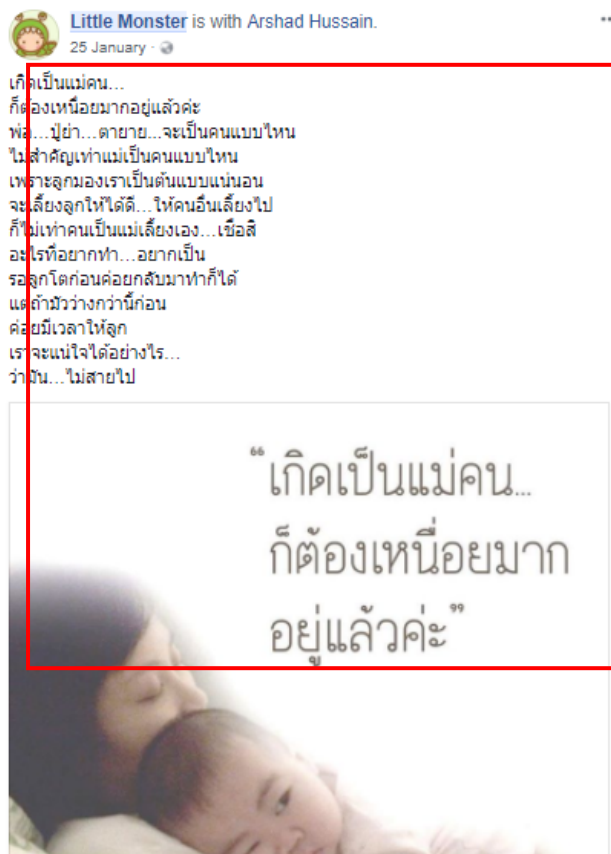 Little Monster is with Arshad Hussain.
25 January ·
เกิดเป็นแม่คน...
ก็ต้องเหนื่อยมากอยู่แล้วค่ะ
พ่อ...ปู่ย่า...ตายาย...จะเป็นคนแบบไหน
ไม่สำคัญเท่าแม่เป็นคนแบบไหน
เพราะลูกมองเราเป็นต้นแบบแน่นอน
จะเลี้ยงลูกให้ได้ดี...ให้คนอื่นเลี้ยงไป
ก็ไม่เท่าคนเป็นแม่เลี้ยงเอง...เชื่อสิ
อะไรที่อยากทำ...อยากเป็น
รอลูกโตก่อนค่อยกลับมาทำก็ได้
แต่ถ้ามัวว่างกว่านี้ก่อน
ค่อยมีเวลาให้ลูก
เราจะแน่ใจได้อย่างไร...
ว่ามัน...ไม่สายไป
“เกิดเป็นแม่คน...
ก็ต้องเหนื่อยมาก
อยู่แล้วค่ะ”